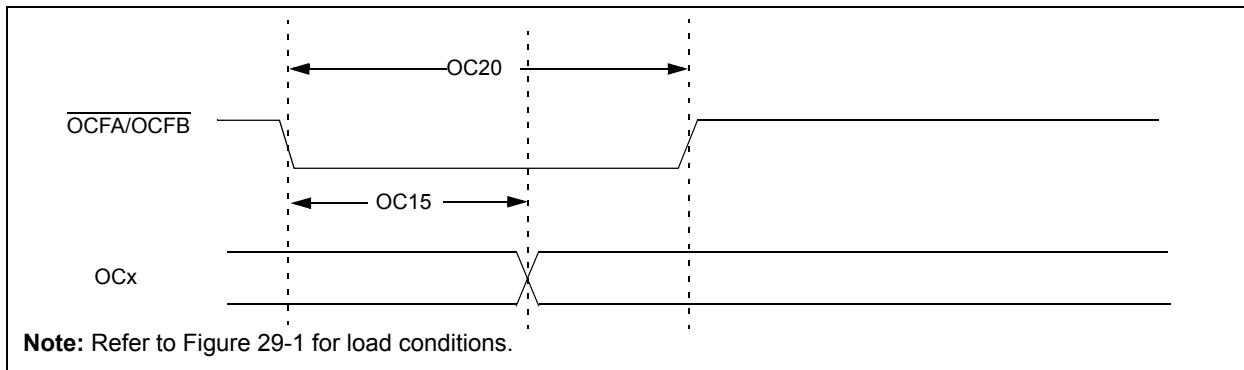 OC20
OCFA/OCFB
OC15
OCx
Note: Refer to Figure 29-1 for load conditions.